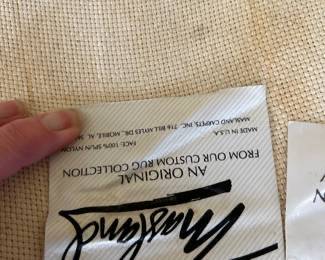 Masland
AN ORIGINAL
FROM OUR CUSTOM RUG COLLECTION
MADE IN U.S.A. FACE: 100% SPUN NYLON
MASLAND CARPETS, INC. 716 BILL MYLES DR., MOBILE, AL